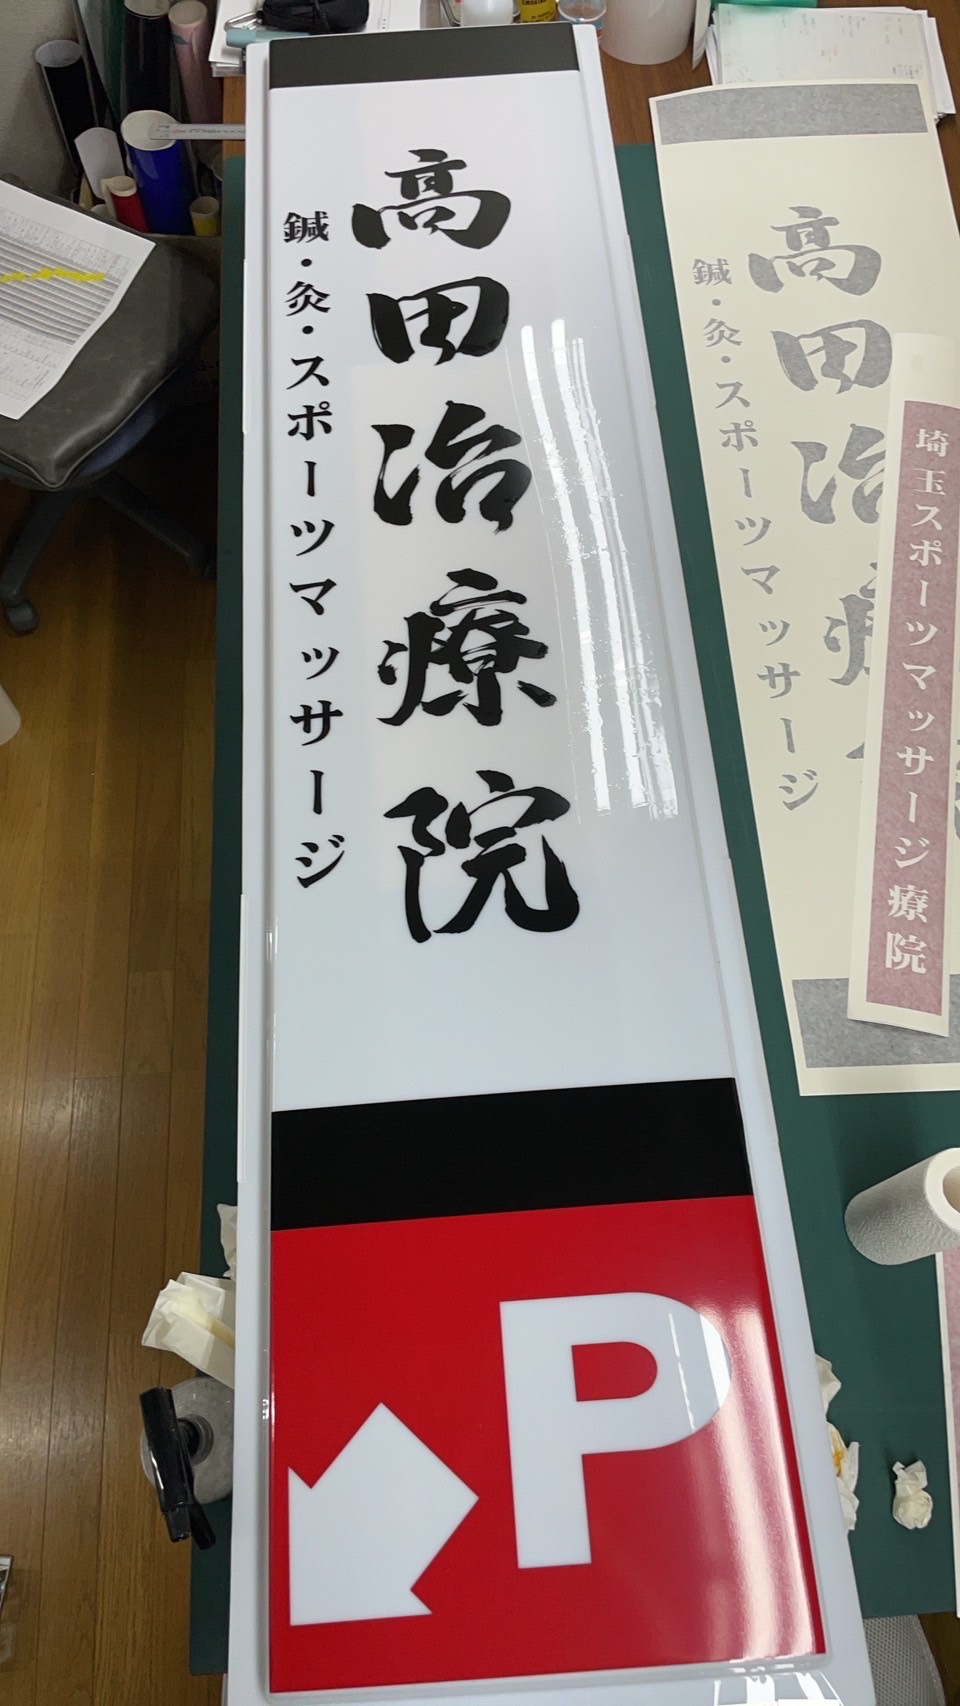 高田治療院
鍼・灸・スポーツマッサージ
P
高田治
鍼・灸・スポーツマッサージ
埼玉スポーツマッサージ療院